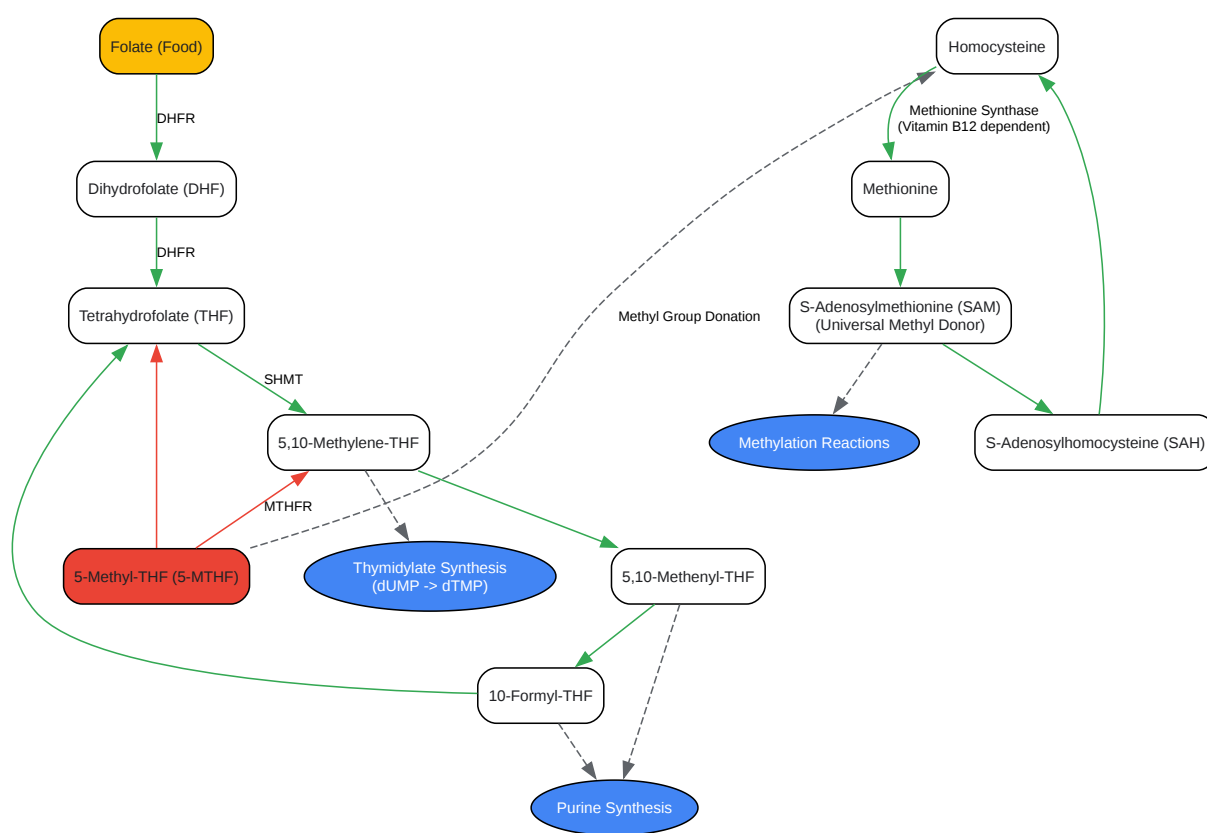 Folate (Food)
Homocysteine
DHFR
Methionine Synthase
(Vitamin B12 dependent)
Dihydrofolate (DHF)
Methionine
DHFR
Tetrahydrofolate (THF)
Methyl Group Donation
S-Adenosylmethionine (SAM)
(Universal Methyl Donor)
SHMT
5,10-Methylene-THF
Methylation Reactions
S-Adenosylhomocysteine (SAH)
MTHFR
5-Methyl-THF (5-MTHF)
Thymidylate Synthesis
(dUMP -> dTMP)
5,10-Methenyl-THF
10-Formyl-THF
Purine Synthesis